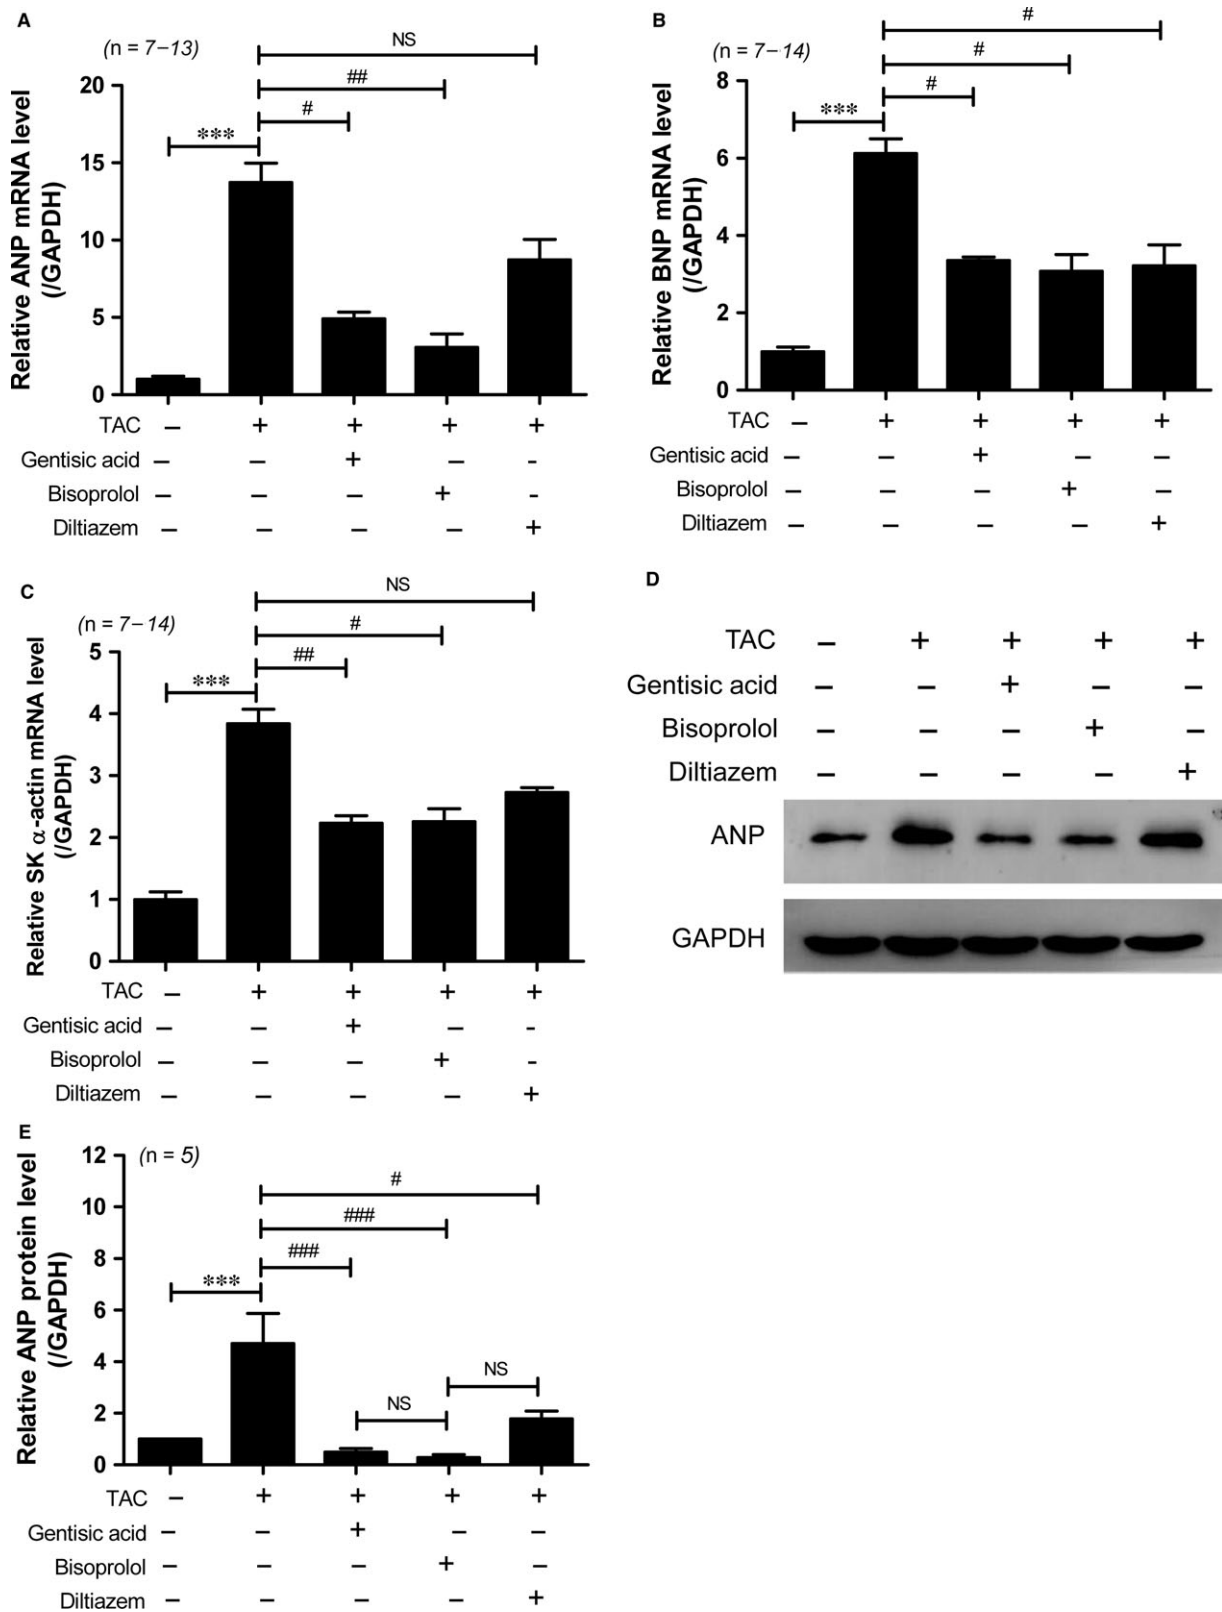 A
(n = 7–13)
NS
##
#
***
Relative ANP mRNA level
(/GAPDH)
20
15
10
5
0
TAC – + + + +
Gentisic acid – – + – -
Bisoprolol – – – + -
Diltiazem – – – – +
B
(n = 7–14)
#
#
#
***
Relative BNP mRNA level
(/GAPDH)
8
6
4
2
0
TAC – + + + +
Gentisic acid – – + – –
Bisoprolol – – – + –
Diltiazem – – – – +
C
(n = 7–14)
NS
#
##
***
Relative SK α-actin mRNA level
(/GAPDH)
5
4
3
2
1
0
TAC – + + + +
Gentisic acid – – + – -
Bisoprolol – – – + -
Diltiazem – – – – +
D
TAC – + + + +
Gentisic acid – – + – –
Bisoprolol – – – + –
Diltiazem – – – – +
ANP
GAPDH
E
(n = 5)
#
###
###
***
NS
NS
Relative ANP protein level
(/GAPDH)
12
10
8
6
4
2
0
TAC – + + + +
Gentisic acid – – + – –
Bisoprolol – – – + –
Diltiazem – – – – +